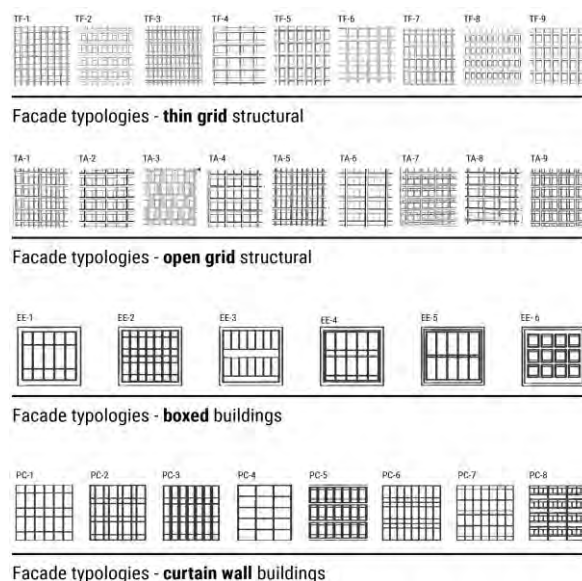 TF-1 TF-2 TF-3 TF-4 TF-5 TF-6 TF-7 TF-8 TF-9
Facade typologies - thin grid structural
TA-1 TA-2 TA-3 TA-4 TA-5 TA-6 TA-7 TA-8 TA-9
Facade typologies - open grid structural
EE-1 EE-2 EE-3 EE-4 EE-5 EE-6
Facade typologies - boxed buildings
PC-1 PC-2 PC-3 PC-4 PC-5 PC-6 PC-7 PC-8
Facade typologies - curtain wall buildings